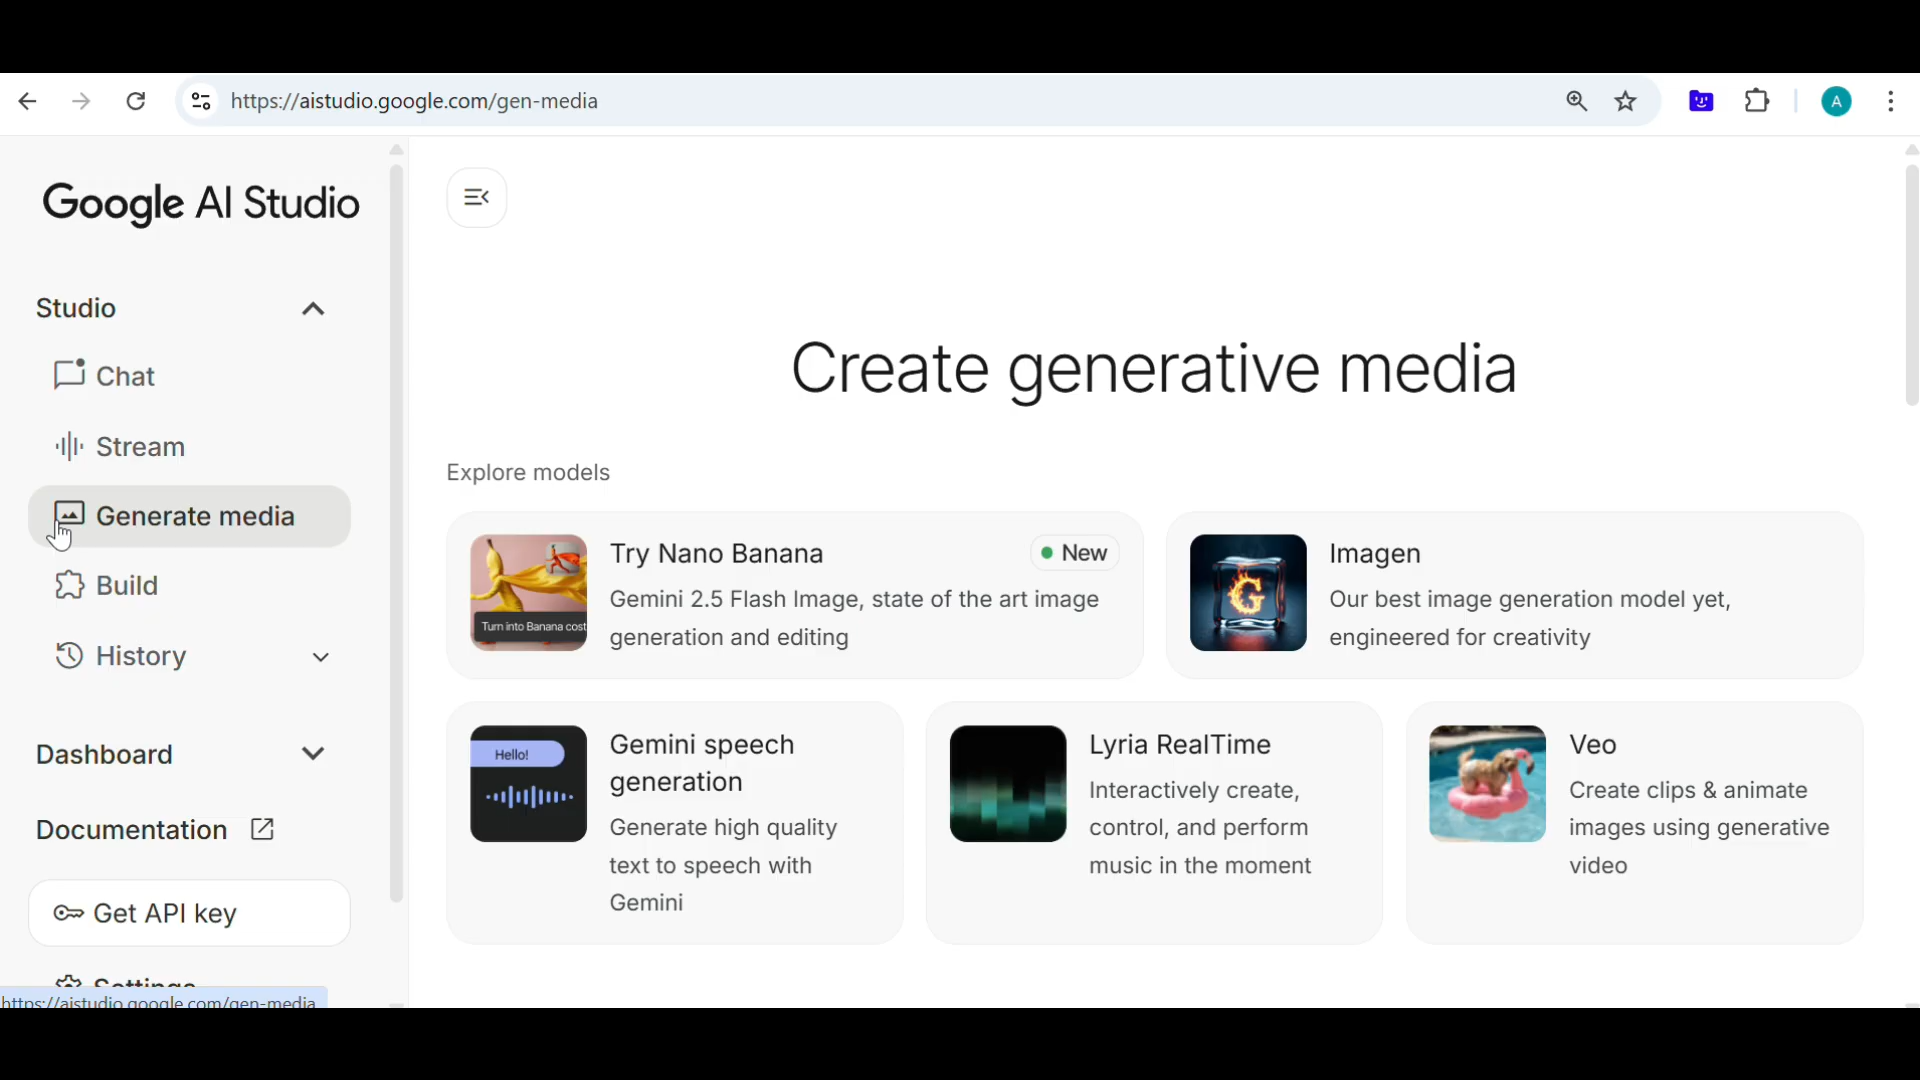 https://aistudio.google.com/gen-media
A
Google AI Studio
Studio
Chat
Stream
Generate media
Build
History
Dashboard
Documentation
Get API key
Settings
https://aistudio.google.com/gen-media
Create generative media
Explore models
Turn into Banana cost
Try Nano Banana
New
Gemini 2.5 Flash Image, state of the art image
generation and editing
G
Imagen
Our best image generation model yet,
engineered for creativity
Hello!
Gemini speech
generation
Generate high quality
text to speech with
Gemini
Lyria RealTime
Interactively create,
control, and perform
music in the moment
Veo
Create clips & animate
images using generative
video